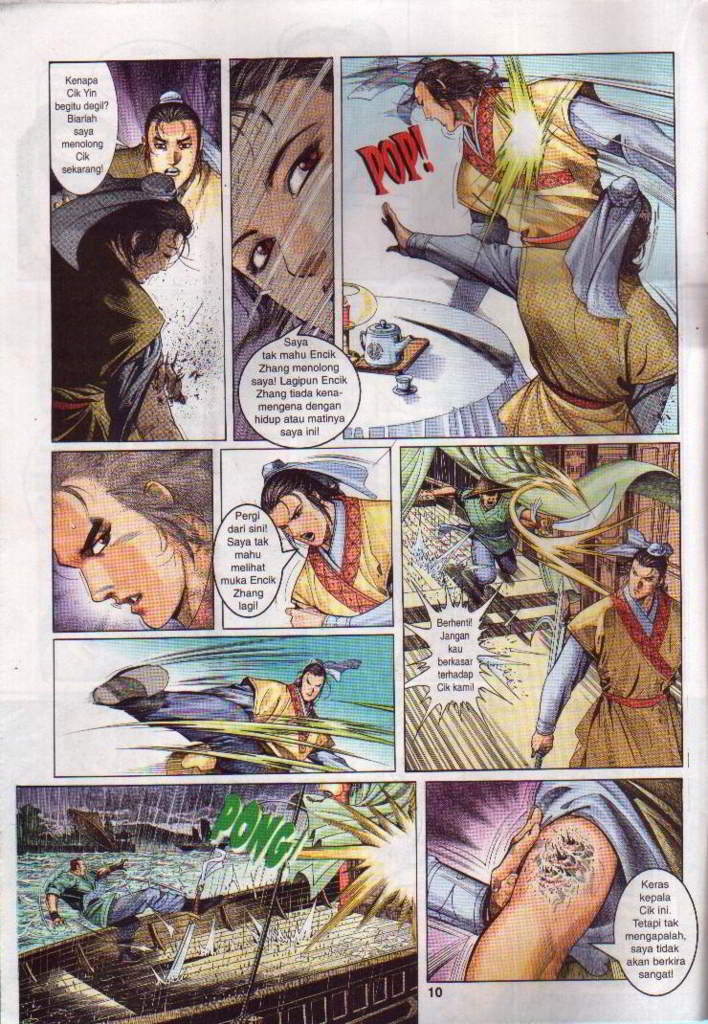 Kenapa
Cik Yin
begitu degil?
Biarlah
saya
menolong
Cik
sekarang!
Saya
tak mahu Encik
Zhang menolong
saya! Lagipun Encik
Zhang tiada kena-
mengena dengan
hidup atau matinya
saya ini!
POP!
Pergi
dari sini!
Saya tak
mahu
melihat
muka Encik
Zhang
lagi!
Berhenti!
Jangan
kau
berkasar
terhadap
Cik kami!
PONG!
Keras
kepala
Cik ini.
Tetapi tak
mengapalah,
saya tidak
akan berkira
sangat!
10